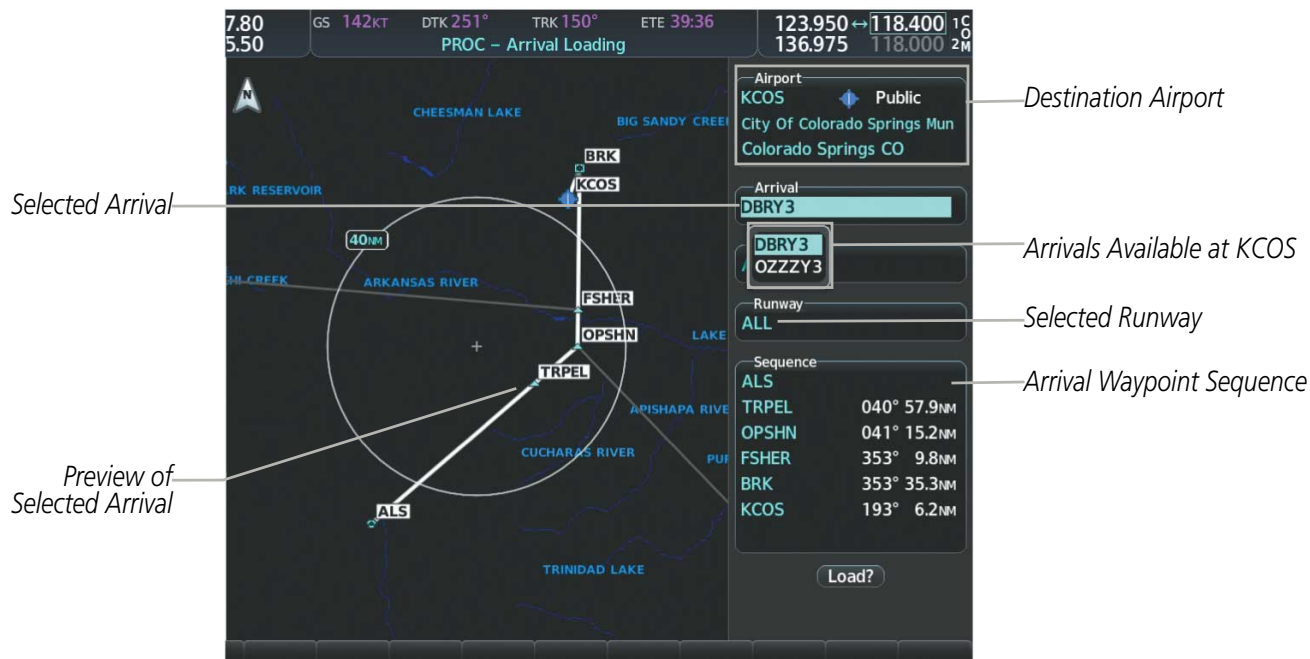 7.80 GS 142KT DTK 251° TRK 150° ETE 39:36 123.950 ↔ 118.400 1 C
5.50 PROC – Arrival Loading 136.975 118.000 2 O M
N
CHEESMAN LAKE
BIG SANDY CREE
BRK
KCOS
RK RESERVOIR
40NM
HI CREEK
ARKANSAS RIVER
FSHER
OPSHN
LAKE
TRPEL
APISHAPA RIVE
CUCHARAS RIVER
PUR
ALS
TRINIDAD LAKE
Airport
KCOS Public
City Of Colorado Springs Mun
Colorado Springs CO
Arrival
DBRY3
DBRY3
OZZZY3
Runway
ALL
Sequence
ALS
TRPEL 040° 57.9NM
OPSHN 041° 15.2NM
FSHER 353° 9.8NM
BRK 353° 35.3NM
KCOS 193° 6.2NM
Load?
Selected Arrival
Preview of
Selected Arrival
Destination Airport
Arrivals Available at KCOS
Selected Runway
Arrival Waypoint Sequence